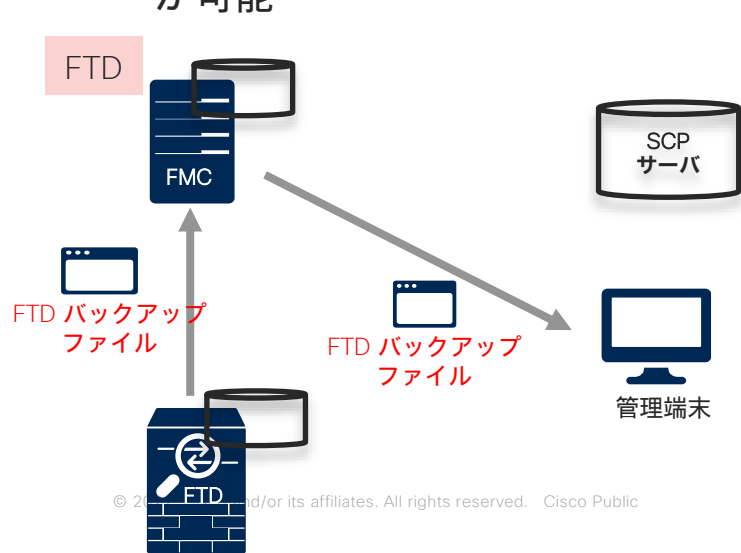 が可能
FTD
FMC
SCP
サーバ
FTD バックアップ
ファイル
FTD バックアップ
ファイル
管理端末
FTD
© 20 nd/or its affiliates. All rights reserved. Cisco Public